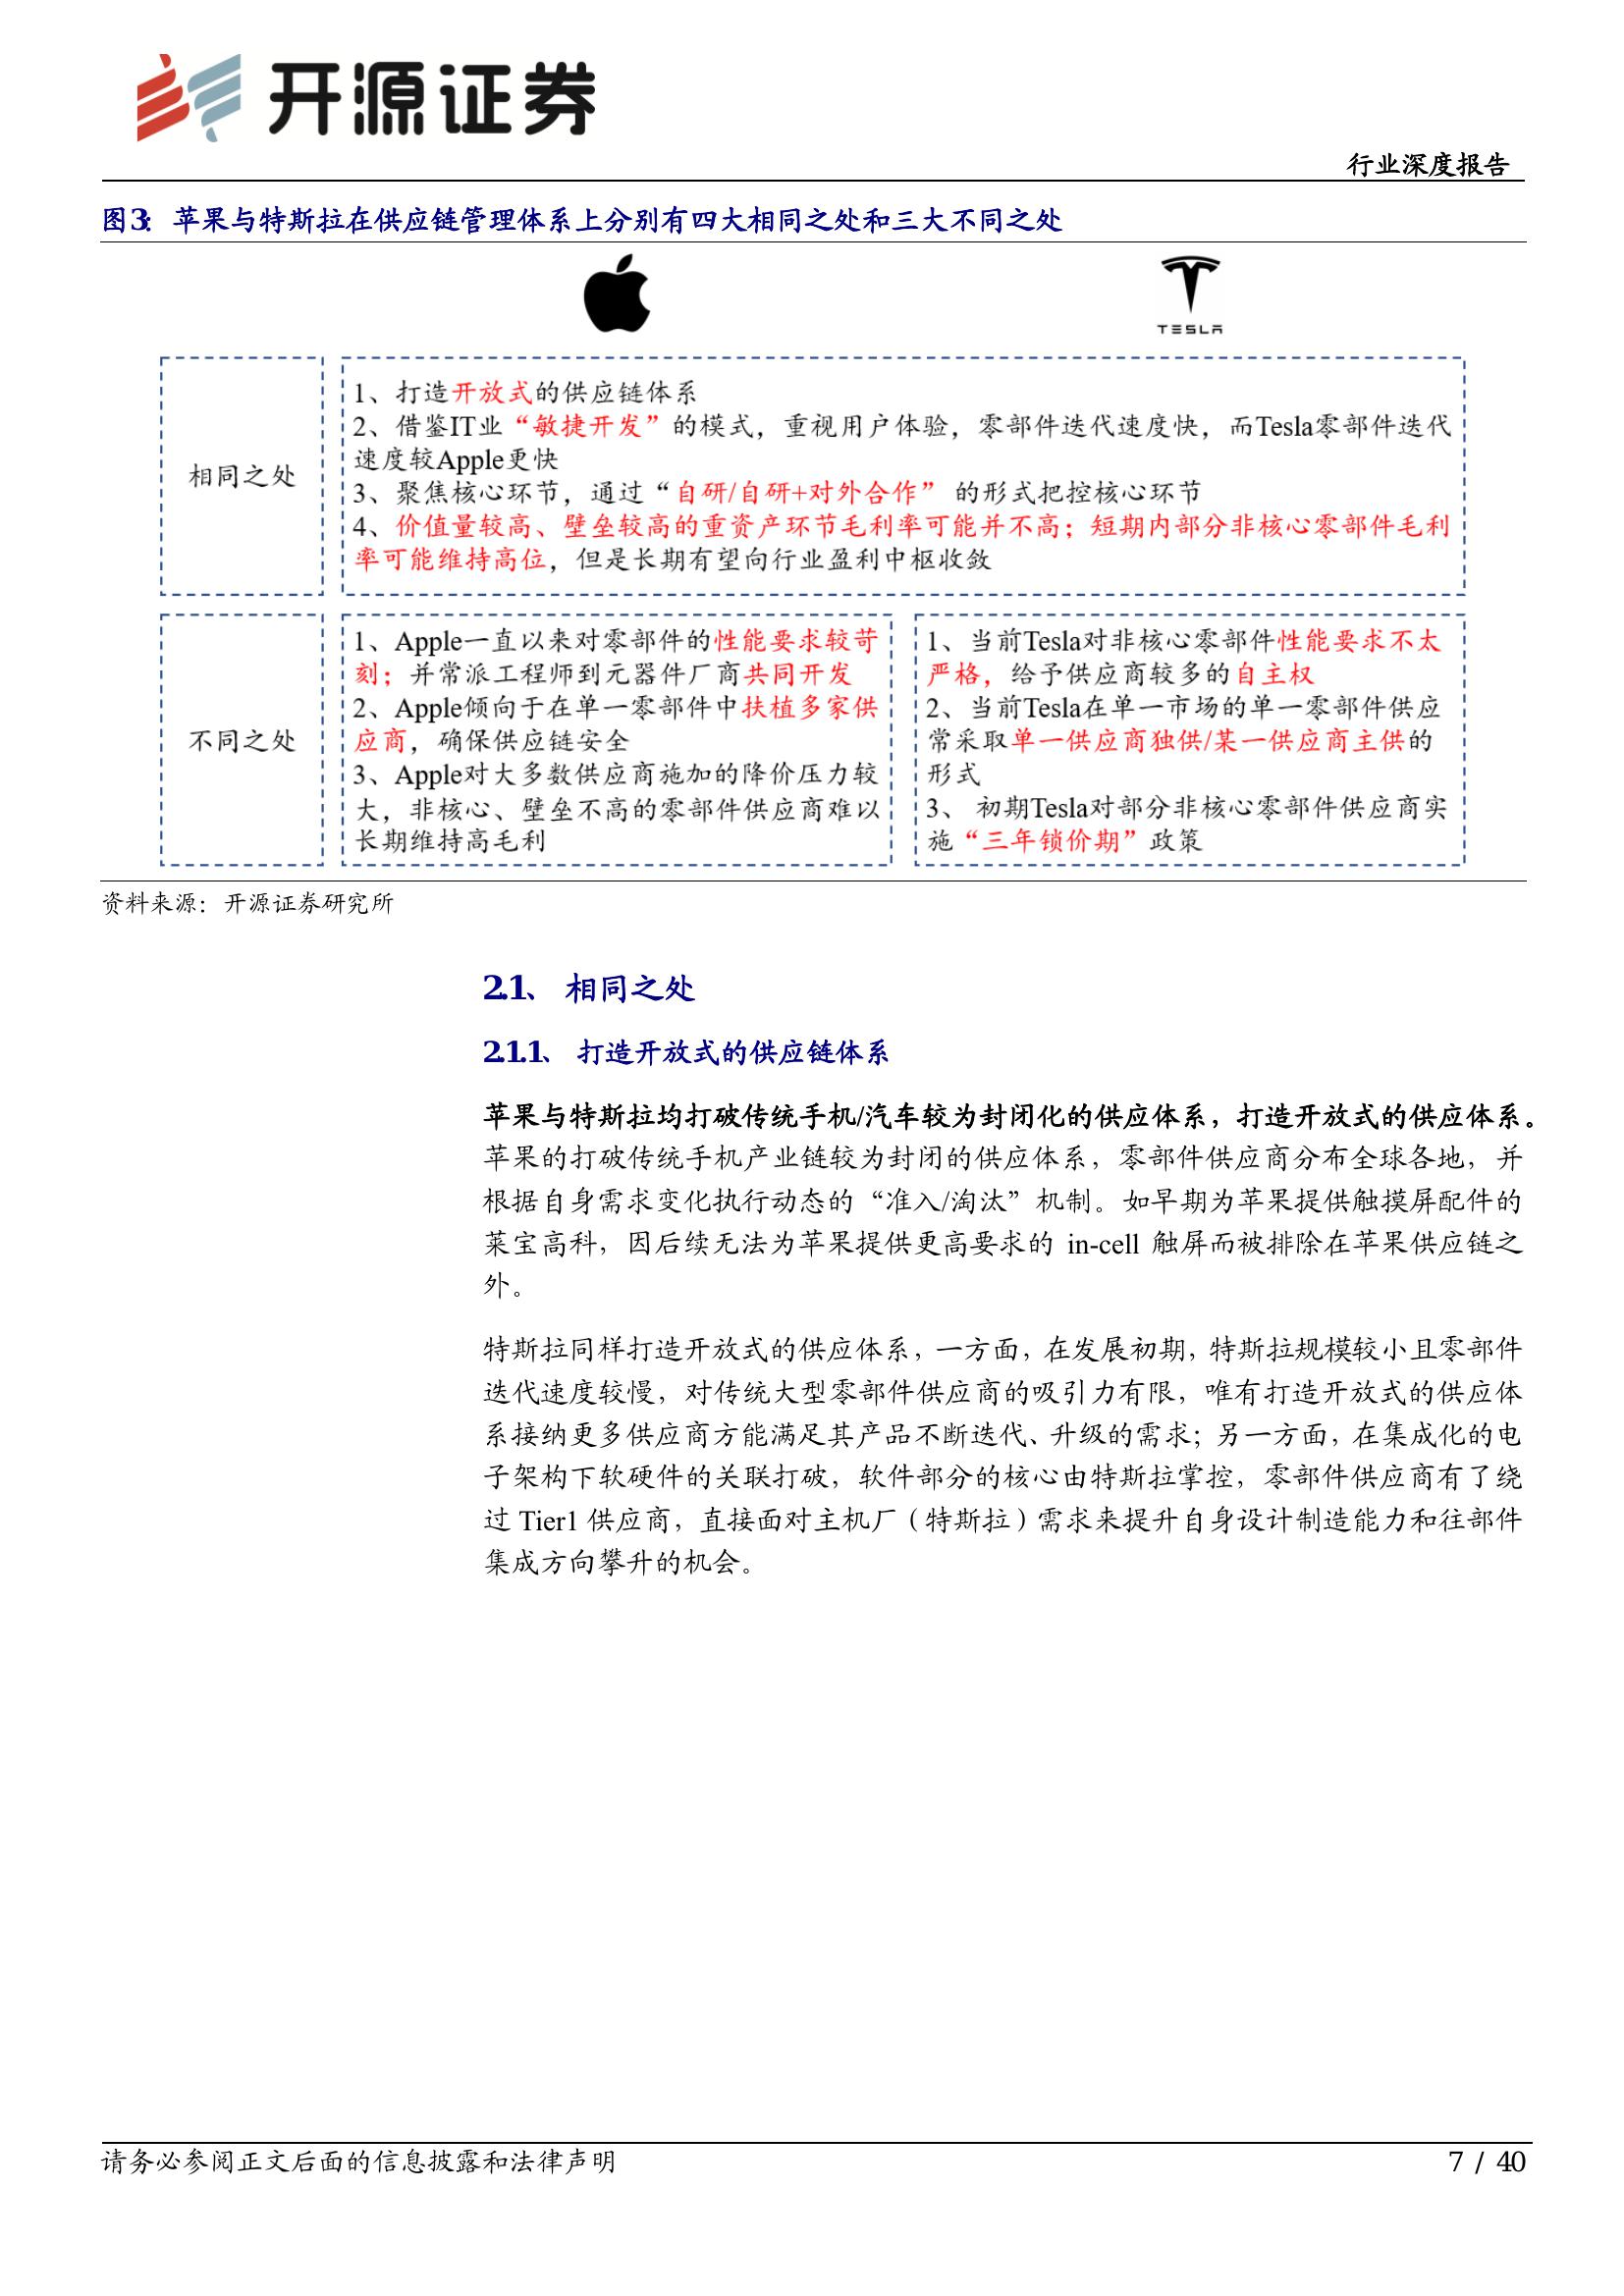 开源证券
行业深度报告
图3： 苹果与特斯拉在供应链管理体系上分别有四大相同之处和三大不同之处
TESLA
相同之处
1、打造开放式的供应链体系
2、借鉴IT业“敏捷开发”的模式，重视用户体验，零部件迭代速度快，而Tesla零部件迭代
速度较Apple更快
3、聚焦核心环节，通过“自研/自研+对外合作” 的形式把控核心环节
4、价值量较高、壁垒较高的重资产环节毛利率可能并不高；短期内部分非核心零部件毛利
率可能维持高位，但是长期有望向行业盈利中枢收敛
不同之处
1、Apple一直以来对零部件的性能要求较苛
刻；并常派工程师到元器件厂商共同开发
2、Apple倾向于在单一零部件中扶植多家供
应商，确保供应链安全
3、Apple对大多数供应商施加的降价压力较
大，非核心、壁垒不高的零部件供应商难以
长期维持高毛利
1、当前Tesla对非核心零部件性能要求不太
严格，给予供应商较多的自主权
2、当前Tesla在单一市场的单一零部件供应
常采取单一供应商独供/某一供应商主供的
形式
3、 初期Tesla对部分非核心零部件供应商实
施“三年锁价期”政策
资料来源：开源证券研究所
2.1、 相同之处
2.1.1、 打造开放式的供应链体系
苹果与特斯拉均打破传统手机/汽车较为封闭化的供应体系，打造开放式的供应体系。
苹果的打破传统手机产业链较为封闭的供应体系，零部件供应商分布全球各地，并
根据自身需求变化执行动态的“准入/淘汰”机制。如早期为苹果提供触摸屏配件的
莱宝高科，因后续无法为苹果提供更高要求的 in-cell 触屏而被排除在苹果供应链之
外。
特斯拉同样打造开放式的供应体系，一方面，在发展初期，特斯拉规模较小且零部件
迭代速度较慢，对传统大型零部件供应商的吸引力有限，唯有打造开放式的供应体
系接纳更多供应商方能满足其产品不断迭代、升级的需求；另一方面，在集成化的电
子架构下软硬件的关联打破，软件部分的核心由特斯拉掌控，零部件供应商有了绕
过 Tier1 供应商，直接面对主机厂（特斯拉）需求来提升自身设计制造能力和往部件
集成方向攀升的机会。
请务必参阅正文后面的信息披露和法律声明
7 / 40